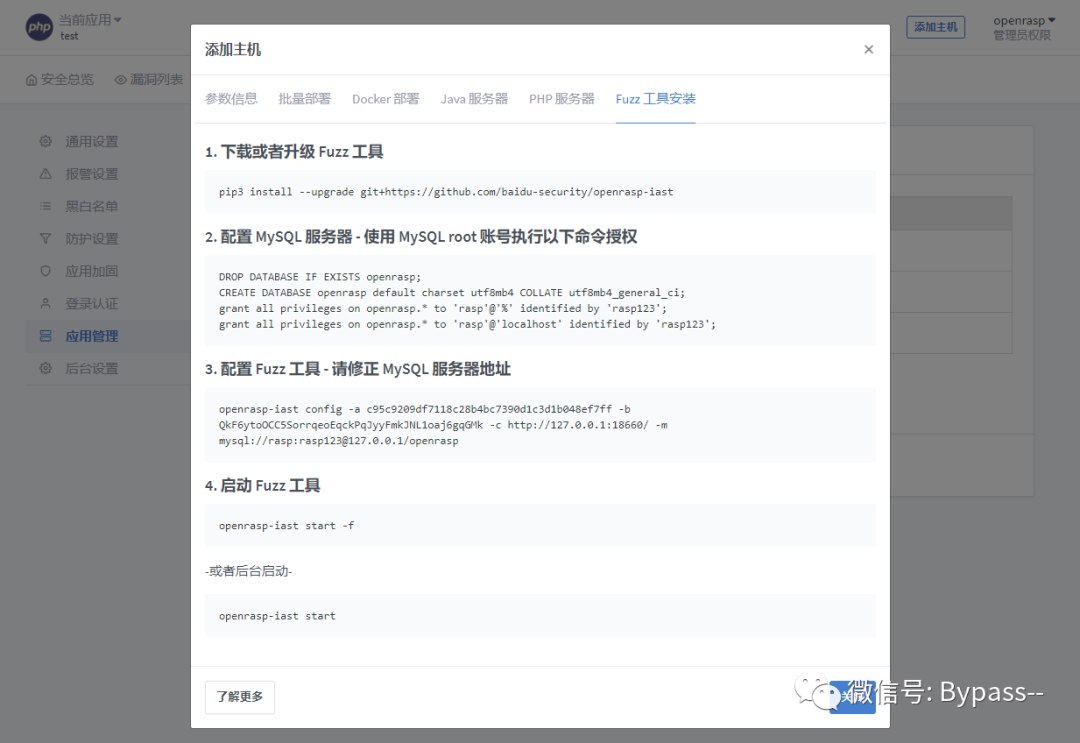 php
当前应用
test
添加主机
openrasp
管理员权限
安全总览
漏洞列表
通用设置
报警设置
黑白名单
防护设置
应用加固
登录认证
应用管理
后台设置
添加主机
×
参数信息 批量部署 Docker 部署 Java 服务器 PHP 服务器 Fuzz 工具安装
1. 下载或者升级 Fuzz 工具
pip3 install --upgrade git+https://github.com/baidu-security/openrasp-iast
2. 配置 MySQL 服务器 - 使用 MySQL root 账号执行以下命令授权
DROP DATABASE IF EXISTS openrasp;
CREATE DATABASE openrasp default charset utf8mb4 COLLATE utf8mb4_general_ci;
grant all privileges on openrasp.* to 'rasp'@'%' identified by 'rasp123';
grant all privileges on openrasp.* to 'rasp'@'localhost' identified by 'rasp123';
3. 配置 Fuzz 工具 - 请修正 MySQL 服务器地址
openrasp-iast config -a c95c9209df7118c28b4bc7390d1c3d1b048ef7ff -b
QkF6ytoOCC5SorrqeoEqckPqJyyFmkJNL1oaj6gqGMk -c http://127.0.0.1:18660/ -m
mysql://rasp:rasp123@127.0.0.1/openrasp
4. 启动 Fuzz 工具
openrasp-iast start -f
-或者后台启动-
openrasp-iast start
了解更多
关闭
微信号: Bypass--